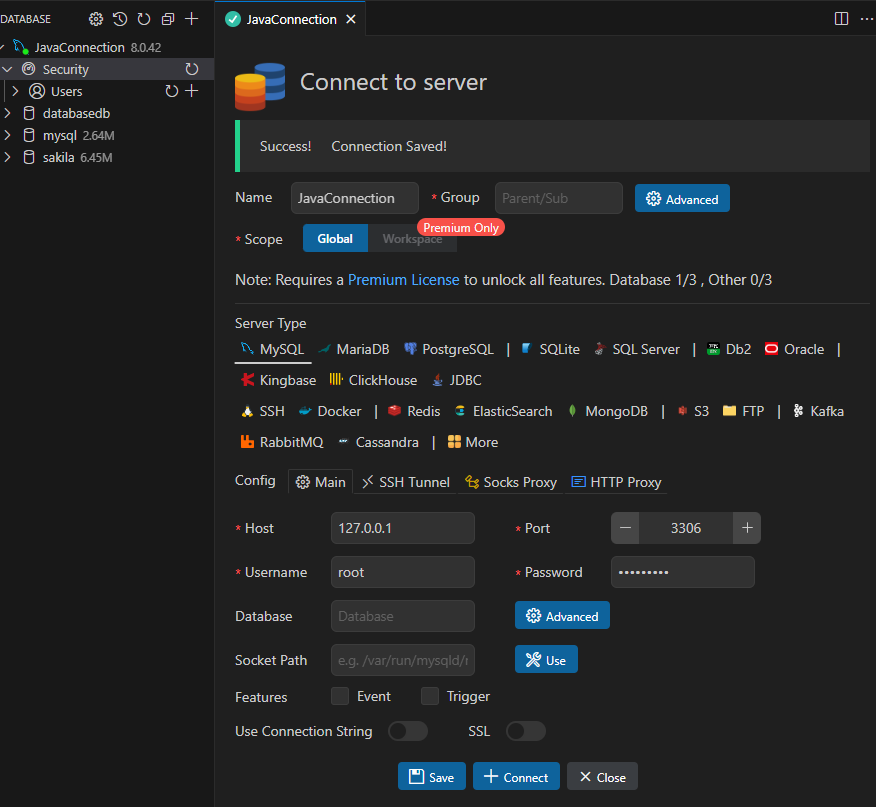 DATABASE
JavaConnection 8.0.42
Security
Users
databasedb
mysql 2.64M
sakila 6.45M
JavaConnection
Connect to server
Success! Connection Saved!
Name JavaConnection * Group Parent/Sub Advanced
Premium Only
* Scope Global Workspace
Note: Requires a Premium License to unlock all features. Database 1/3 , Other 0/3
Server Type
MySQL MariaDB PostgreSQL | SQLite SQL Server | Db2 Oracle |
Kingbase ClickHouse JDBC
SSH Docker | Redis ElasticSearch MongoDB | S3 FTP | Kafka
RabbitMQ Cassandra | More
Config Main SSH Tunnel Socks Proxy HTTP Proxy
* Host 127.0.0.1 * Port 3306
* Username root * Password •••••••••
Database Database Advanced
Socket Path e.g. /var/run/mysqld/ Use
Features Event Trigger
Use Connection String SSL
Save Connect Close